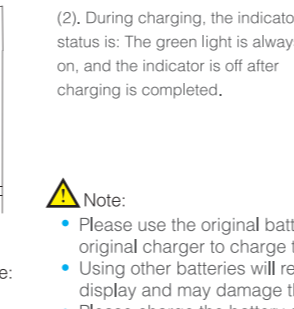 (2). During charging, the indicato
status is: The green light is alway
on, and the indicator is off after
charging is completed.
Note:
• Please use the original batt
original charger to charge t
e:
• Using other batteries will re
display and may damage th